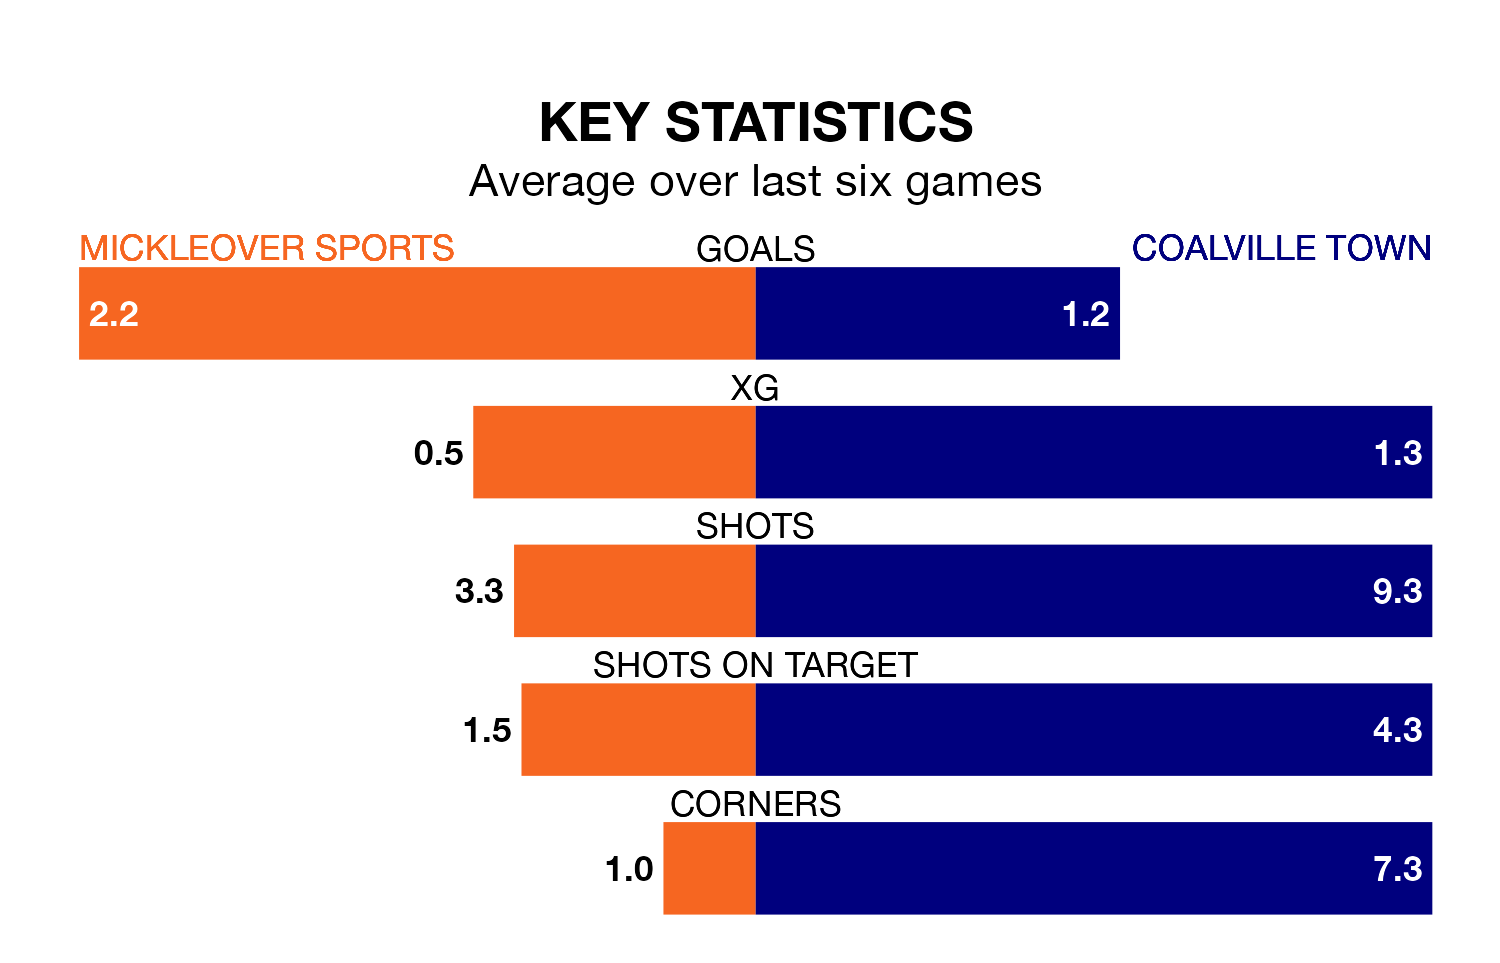 KEY STATISTICS
Average over last six games
MICKLEOVER SPORTS GOALS COALVILLE TOWN
2.2 1.2
XG
0.5 1.3
SHOTS
3.3 9.3
SHOTS ON TARGET
1.5 4.3
CORNERS
1.0 7.3